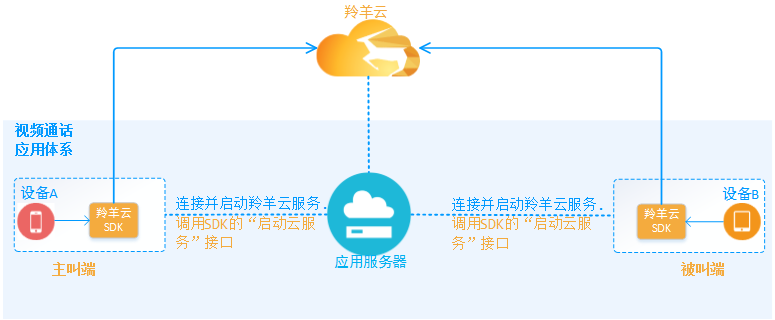 羚羊云
视频通话
应用体系
设备A
羚羊云
SDK
主叫端
连接并启动羚羊云服务.
调用SDK的“启动云服
务”接口
应用服务器
连接并启动羚羊云服务.
调用SDK的“启动云服
务”接口
设备B
羚羊云
SDK
被叫端